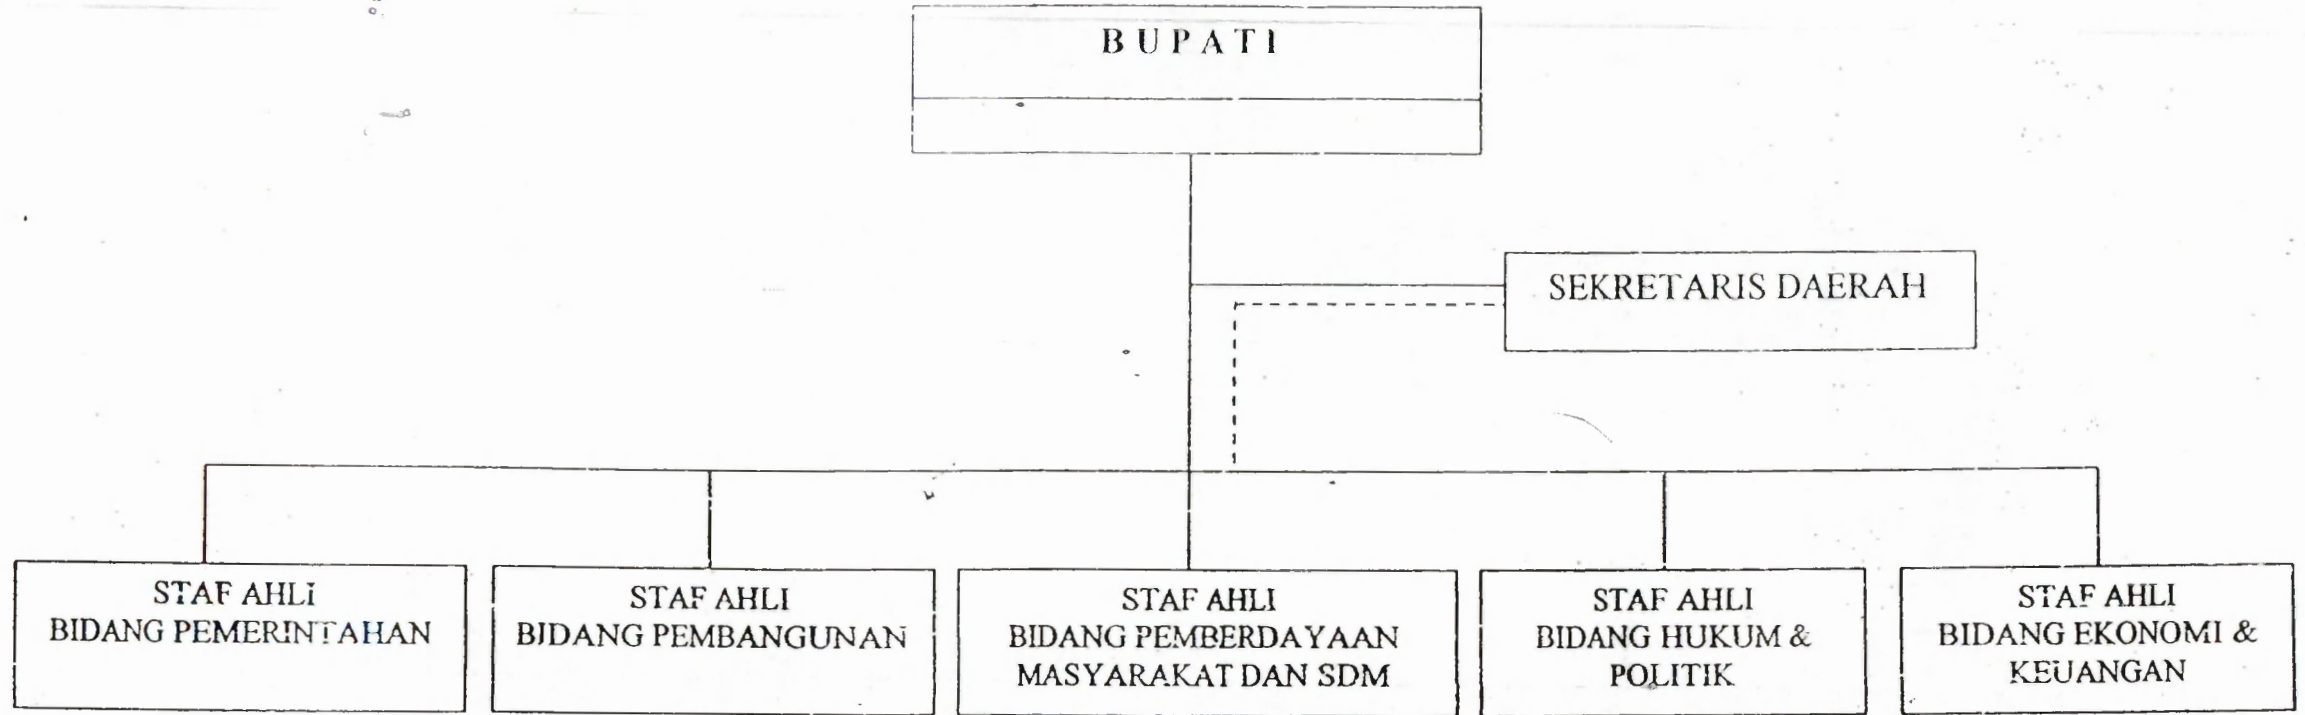 BUPATI
SEKRETARIS DAERAH
STAF AHLI
BIDANG PEMERINTAHAN
STAF AHLI
BIDANG PEMBANGUNAN
STAF AHLI
BIDANG PEMBERDAYAAN
MASYARAKAT DAN SDM
STAF AHLI
BIDANG HUKUM &
POLITIK
STAF AHLI
BIDANG EKONOMI &
KEUANGAN